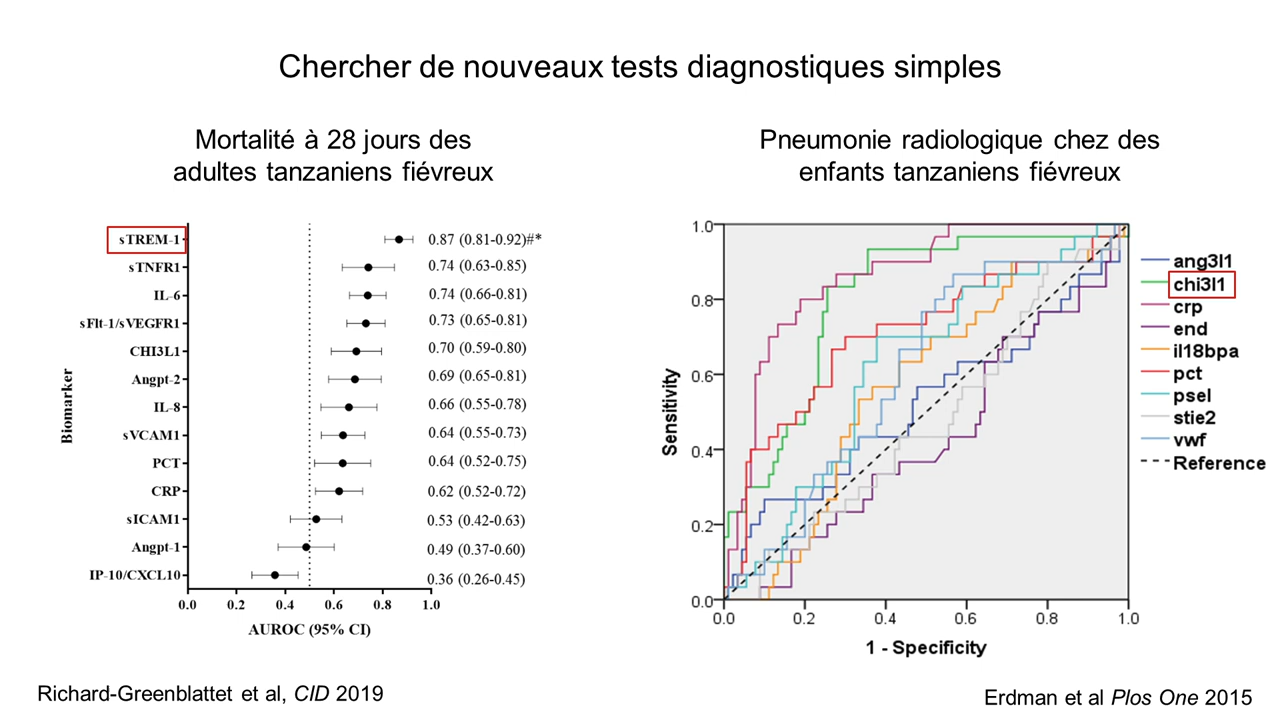 Chercher de nouveaux tests diagnostiques simples
Mortalité à 28 jours des
adultes tanzaniens fiévreux
Biomarker
sTREM-1 0.87 (0.81-0.92)#*
sTNFR1 0.74 (0.63-0.85)
IL-6 0.74 (0.66-0.81)
sFlt-1/sVEGFR1 0.73 (0.65-0.81)
CHI3L1 0.70 (0.59-0.80)
Angpt-2 0.69 (0.65-0.81)
IL-8 0.66 (0.55-0.78)
sVCAM1 0.64 (0.55-0.73)
PCT 0.64 (0.52-0.75)
CRP 0.62 (0.52-0.72)
sICAM1 0.53 (0.42-0.63)
Angpt-1 0.49 (0.37-0.60)
IP-10/CXCL10 0.36 (0.26-0.45)
0.0 0.2 0.4 0.6 0.8 1.0
AUROC (95% CI)
Richard-Greenblattet et al, CID 2019
Pneumonie radiologique chez des
enfants tanzaniens fiévreux
Sensitivity
1.0
0.8
0.6
0.4
0.2
0.0
0.0 0.2 0.4 0.6 0.8 1.0
1 - Specificity
ang3l1
chi3l1
crp
end
il18bpa
pct
psel
stie2
vwf
Reference
Erdman et al Plos One 2015